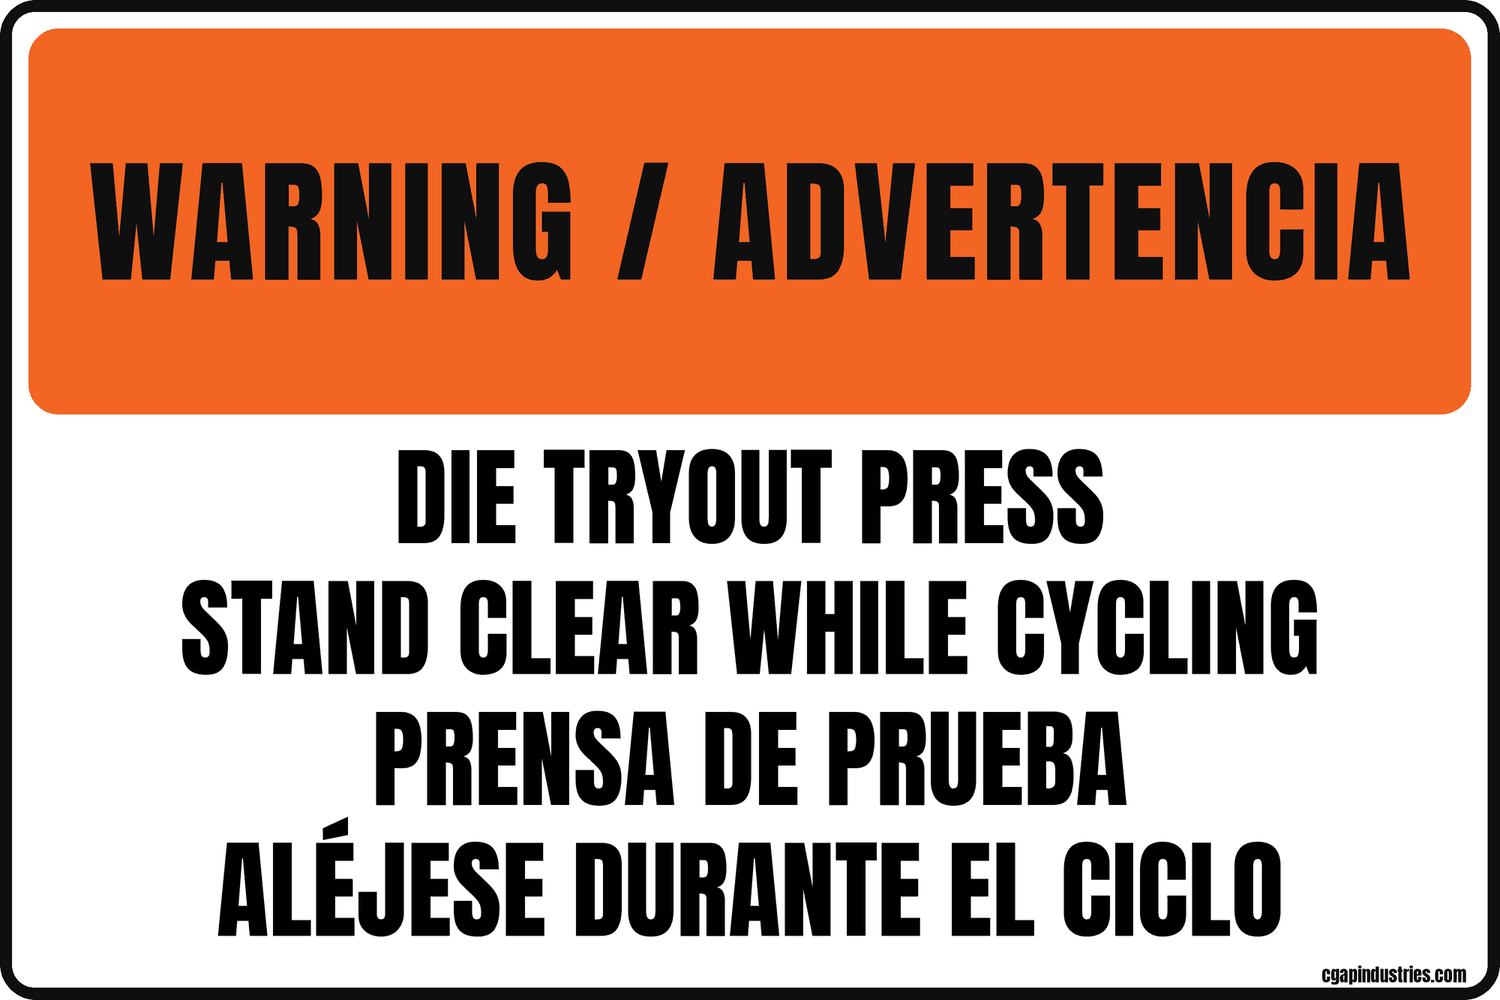 WARNING / ADVERTENCIA
DIE TRYOUT PRESS
STAND CLEAR WHILE CYCLING
PRENSA DE PRUEBA
ALÉJESE DURANTE EL CICLO
cgapindustries.com